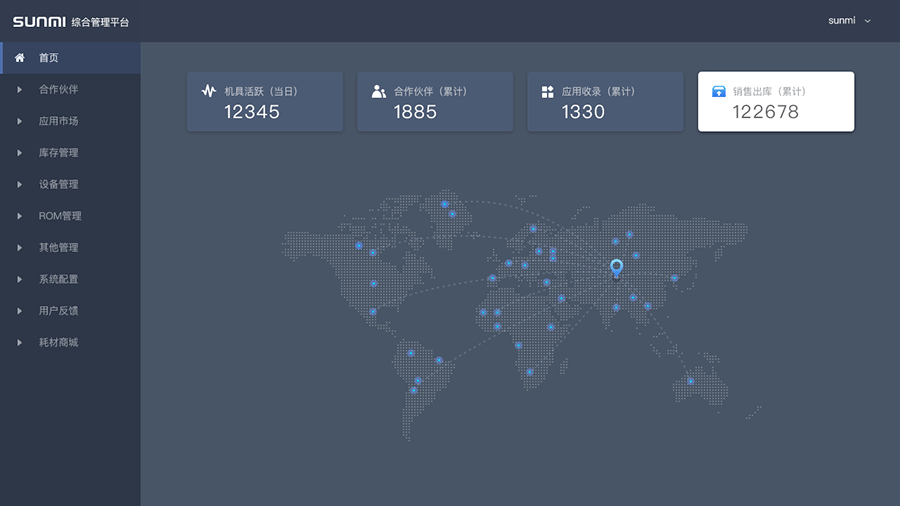 SUNMI 综合管理平台
sunmi
首页
合作伙伴
应用市场
库存管理
设备管理
ROM管理
其他管理
系统配置
用户反馈
耗材商城
机具活跃（当日）
12345
合作伙伴（累计）
1885
应用收录（累计）
1330
销售出库（累计）
122678